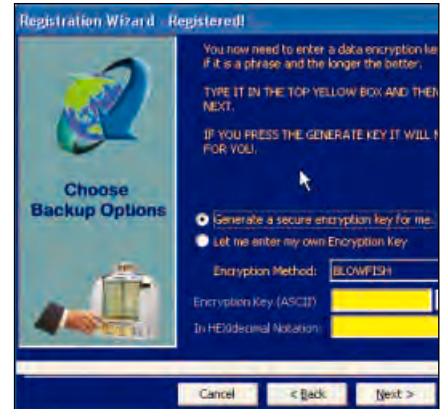 Registration Wizard - Registered!
You now need to enter a data encryption ke
if it is a phrase and the longer the better.
TYPE IT IN THE TOP YELLOW BOX AND THEN
NEXT.
IF YOU PRESS THE GENERATE KEY IT WILL
FOR YOU.
Choose
Backup Options
Generate a secure encryption key for me.
Let me enter my own Encryption Key
Encryption Method: BLOWFISH
Encryption Key (ASCII)
In HEXidecimal Notation:
Cancel < Back Next >